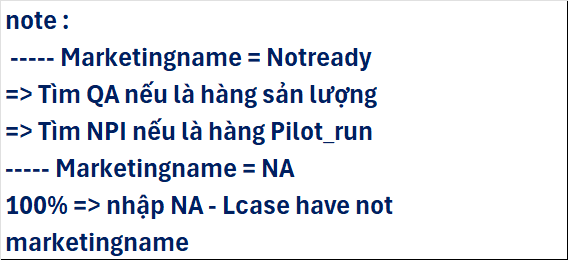 note :
----- Marketingname = Notready
=> Tìm QA nếu là hàng sản lượng
=> Tìm NPI nếu là hàng Pilot_run
----- Marketingname = NA
100% => nhập NA - Lcase have not
marketingname